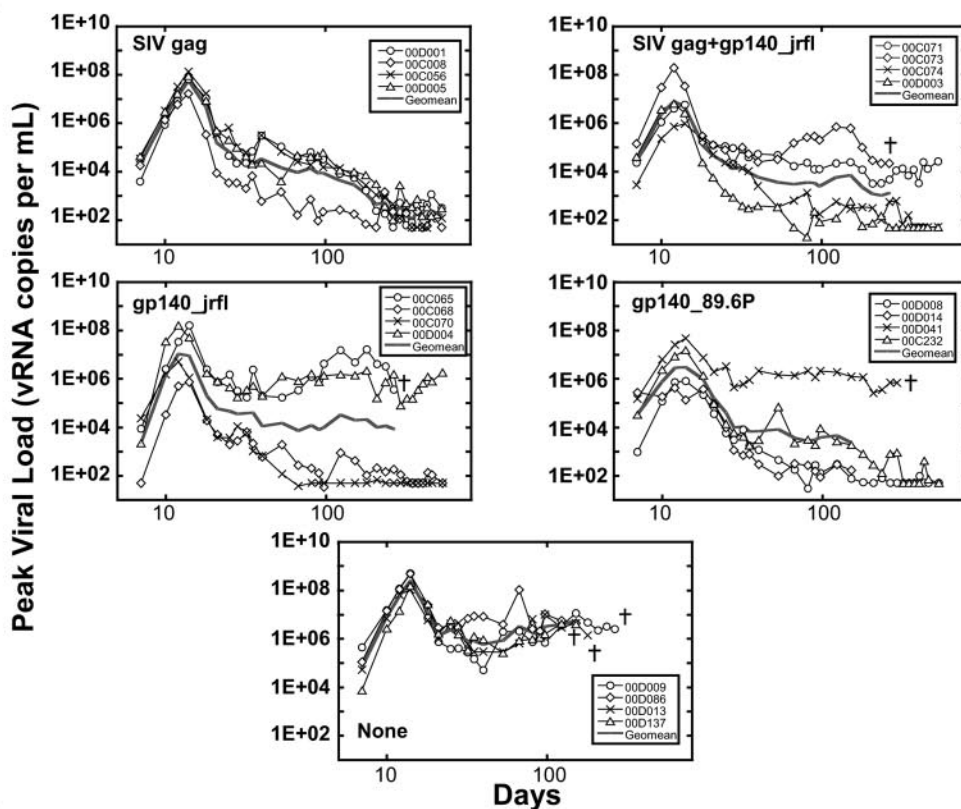 Peak Viral Load (vRNA copies per mL)
1E+10
1E+08
1E+06
1E+04
1E+02
SIV gag
00D001
00C008
00C056
00D005
Geomean
10
100
1E+10
1E+08
1E+06
1E+04
1E+02
SIV gag+gp140_jrfl
00C071
00C073
00C074
00D003
Geomean
†
10
100
1E+10
1E+08
1E+06
1E+04
1E+02
gp140_jrfl
00C065
00C068
00C070
00D004
Geomean
†
10
100
1E+10
1E+08
1E+06
1E+04
1E+02
gp140_89.6P
00D008
00D014
00D041
00C232
Geomean
†
10
100
1E+10
1E+08
1E+06
1E+04
1E+02
†
†
†
00D009
00D086
00D013
00D137
Geomean
None
10
100
Days